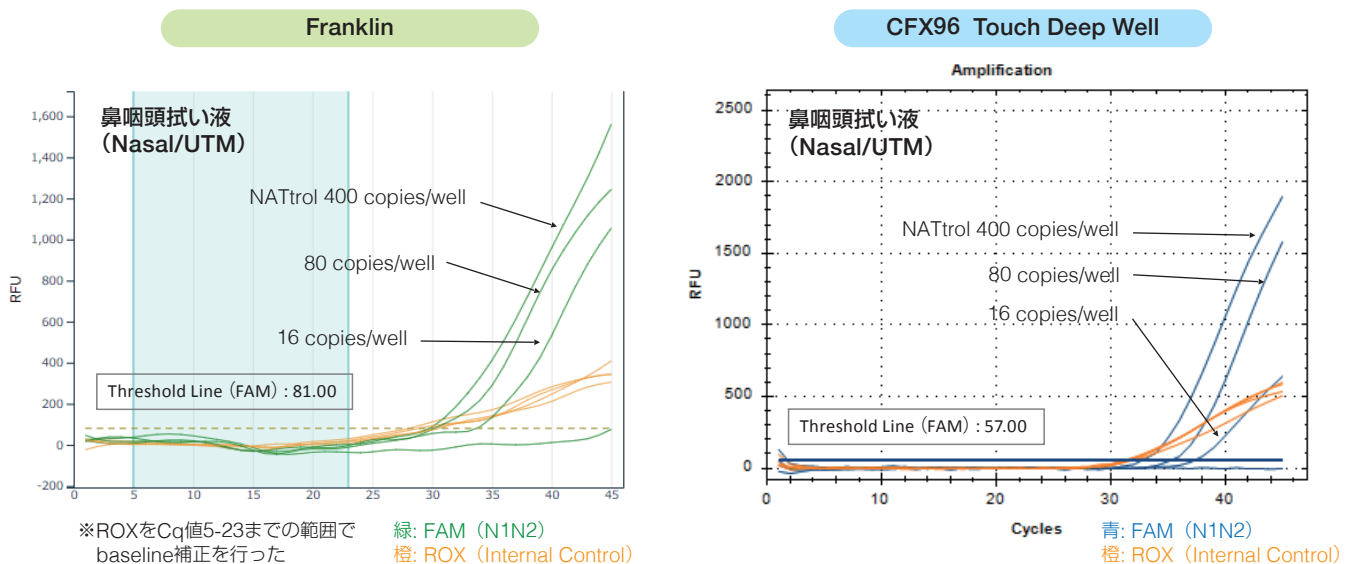 Franklin
鼻咽頭拭い液
（Nasal/UTM）
NATtrol 400 copies/well
80 copies/well
16 copies/well
Threshold Line（FAM）: 81.00
RFU
1,600
1,400
1,200
1,000
800
600
400
200
0
-200
0
5
10
15
20
25
30
35
40
45
※ROXをCq値5-23までの範囲で
baseline補正を行った
緑: FAM（N1N2）
橙: ROX（Internal Control）
CFX96 Touch Deep Well
Amplification
鼻咽頭拭い液
（Nasal/UTM）
NATtrol 400 copies/well
80 copies/well
16 copies/well
Threshold Line（FAM）: 57.00
RFU
2500
2000
1500
1000
500
0
0
10
20
30
40
Cycles
青: FAM（N1N2）
橙: ROX（Internal Control）